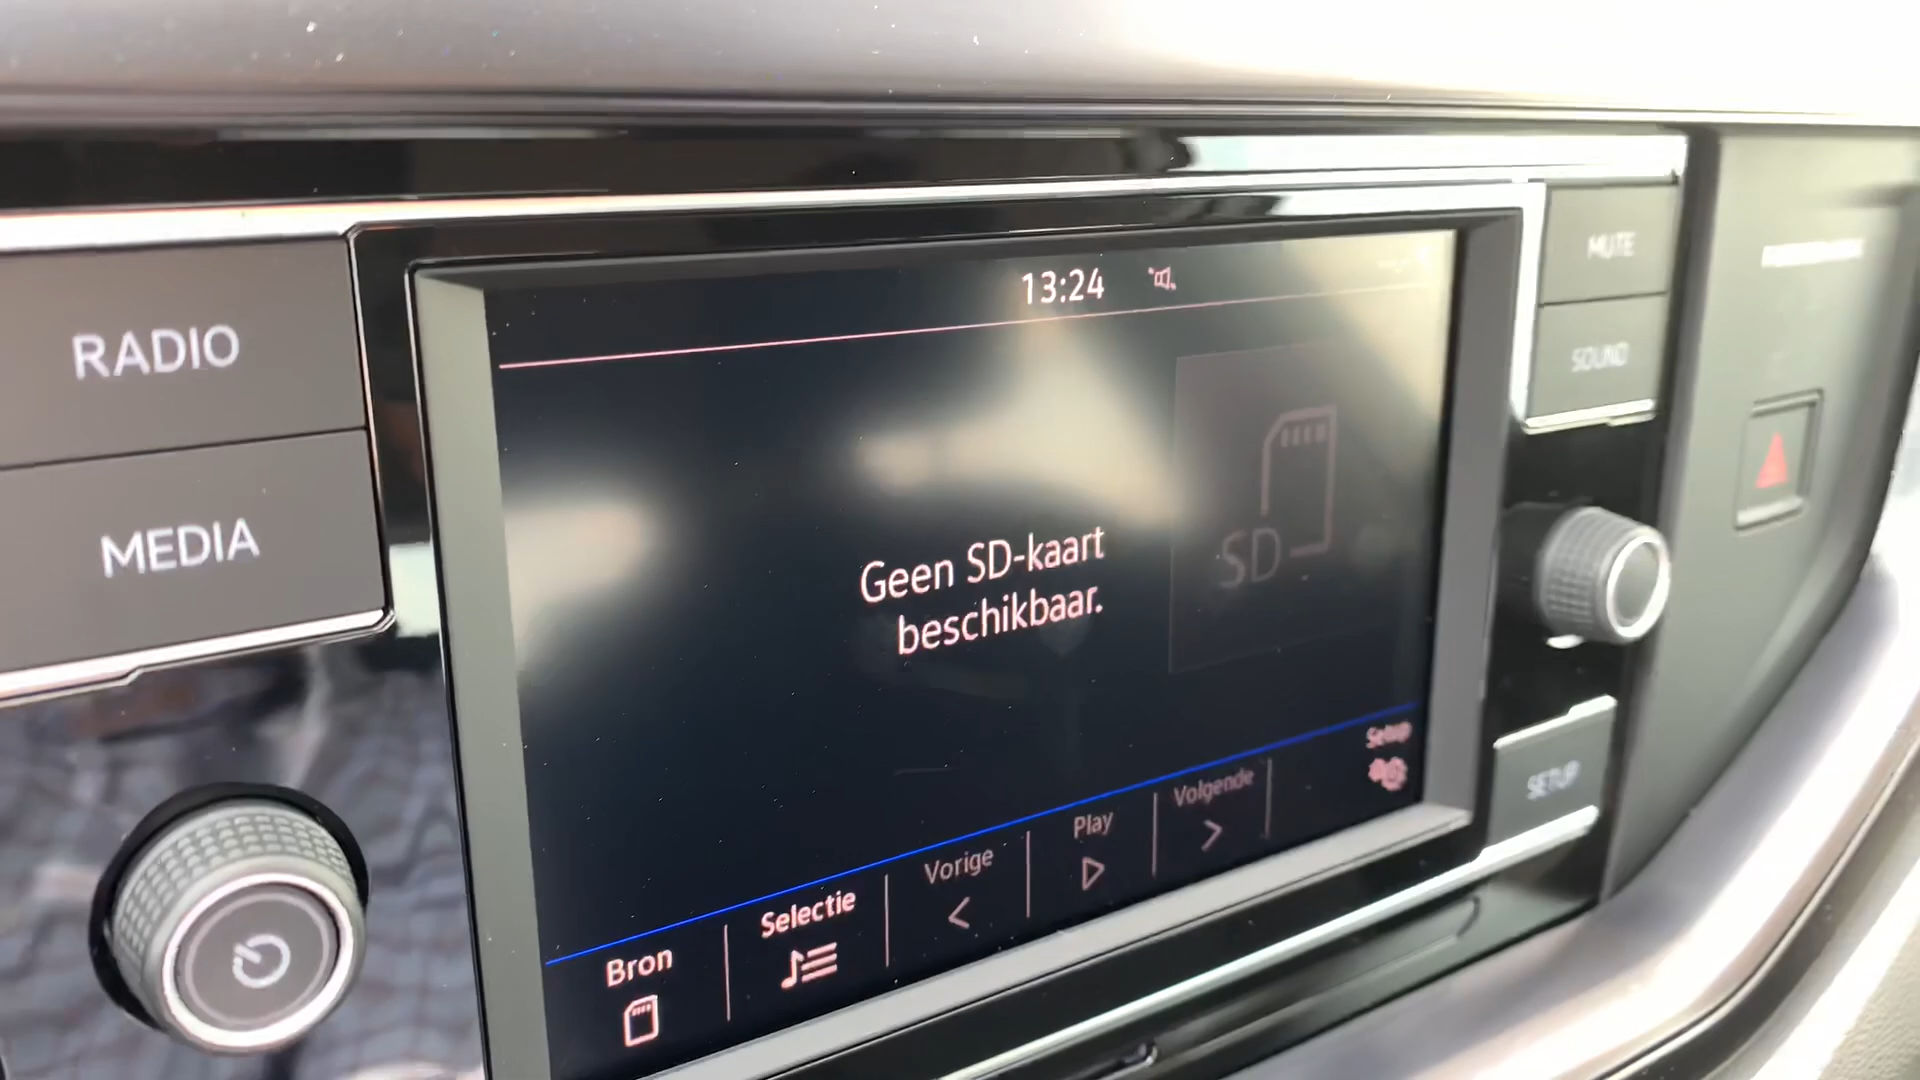 13:24
RADIO
MUTE
SOUND
SD
MEDIA
Geen SD-kaart
beschikbaar.
Setup
SETUP
Volgende
Play
Vorige
Selectie
Bron